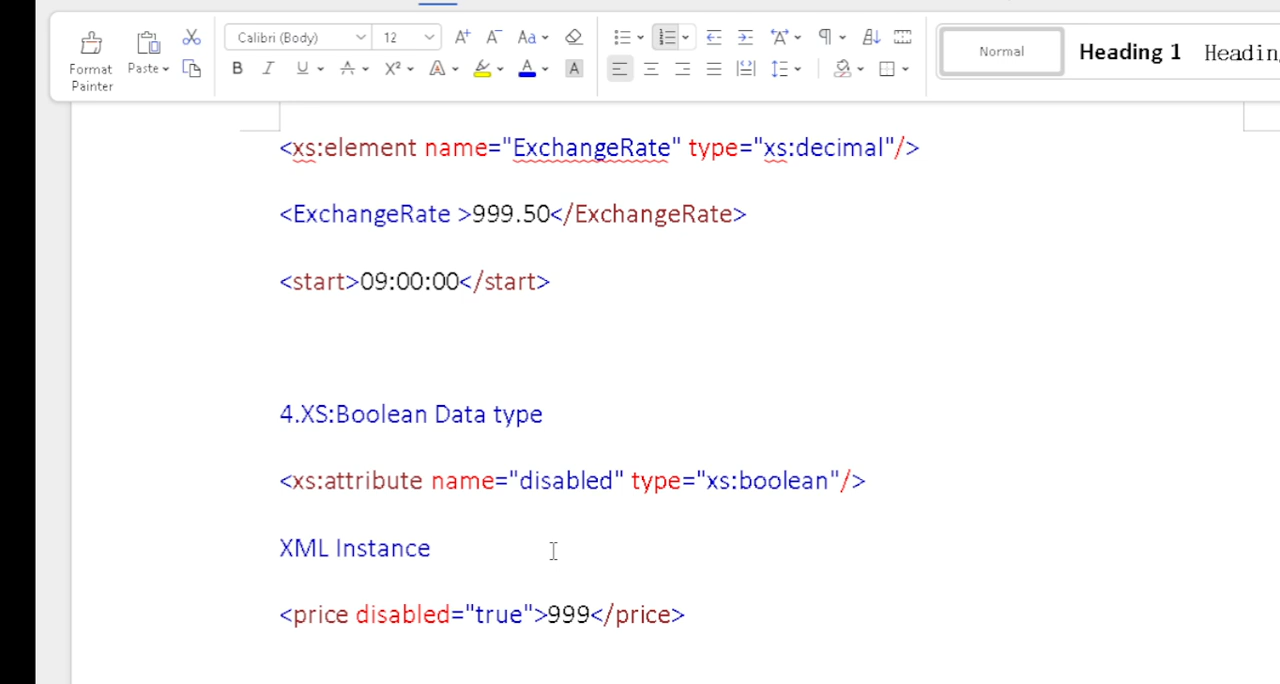 Calibri (Body) 12 Aa
Format Painter
Paste
B I U A X² A A A
Normal
Heading 1
<xs:element name="ExchangeRate" type="xs:decimal"/>
<ExchangeRate >999.50</ExchangeRate>
<start>09:00:00</start>
4.XS:Boolean Data type
<xs:attribute name="disabled" type="xs:boolean"/>
XML Instance
<price disabled="true">999</price>